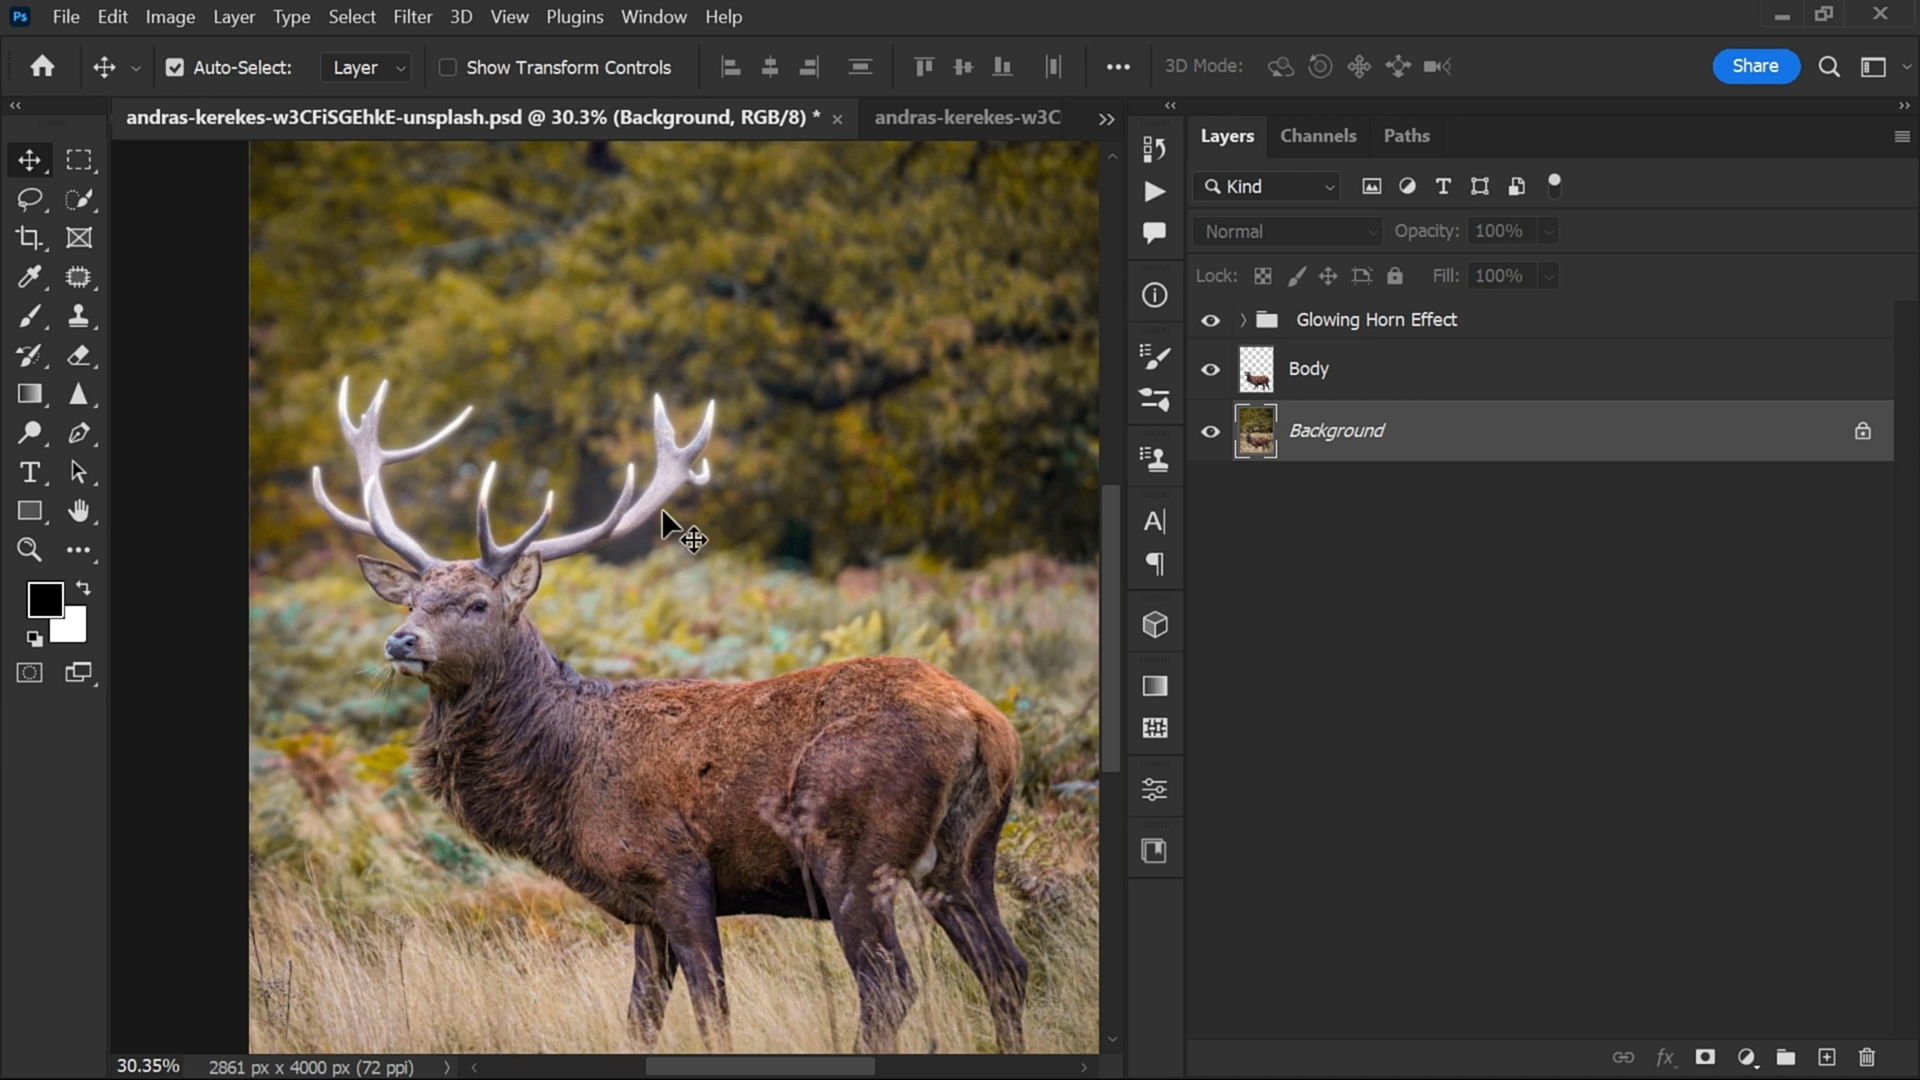 Ps File Edit Image Layer Type Select Filter 3D View Plugins Window Help
Auto-Select: Layer Show Transform Controls 3D Mode: Share
andras-kerekes-w3CFiSGEhkE-unsplash.psd @ 30.3% (Background, RGB/8) * andras-kerekes-w3C
Layers Channels Paths
Kind
Normal Opacity: 100%
Lock: Fill: 100%
Glowing Horn Effect
Body
Background
30.35% 2861 px x 4000 px (72 ppi)